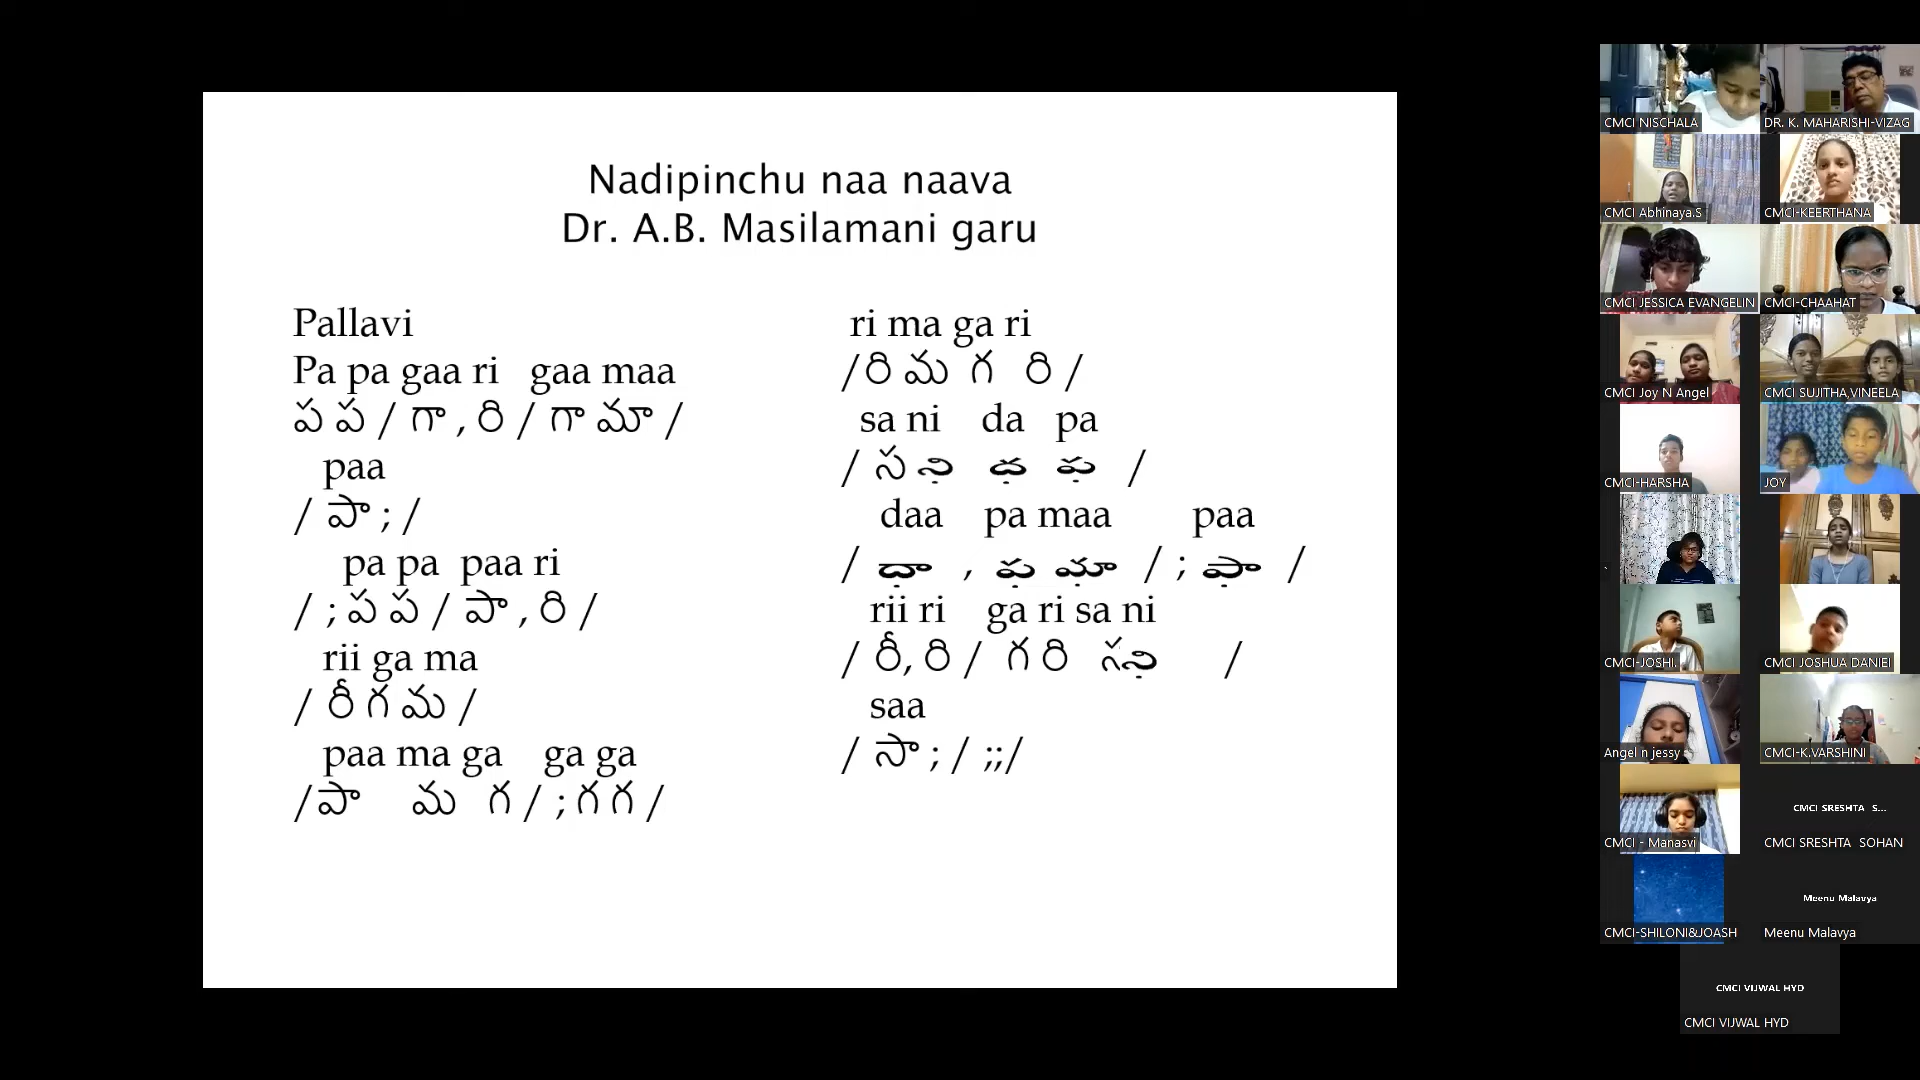 Nadipinchu naa naava
Dr. A.B. Masilamani garu
Pallavi
Pa pa gaa ri gaa maa
ప ప / గా , రి / గా మా /
paa
/ పా ; /
pa pa paa ri
/ ; ప ప / పా , రి /
rii ga ma
/ రీ గ మ /
paa ma ga ga ga
/పా మ గ / ; గ గ /
ri ma ga ri
/రి మ గ రి /
sa ni da pa
/ స ని ద ప /
daa pa maa paa
/ దా , ప మా / ; పా /
rii ri ga ri sa ni
/ రీ, రి / గ రి సని /
saa
/ సా ; / ;;/
CMCI NISCHALA
DR. K. MAHARISHI-VIZAG
CMCI Abhinaya.S
CMCI-KEERTHANA
CMCI JESSICA EVANGELIN
CMCI-CHAAHAT
CMCI Joy N Angel
CMCI SUJITHA,VINEELA
CMCI-HARSHA
JOY
CMCI-JOSHI.
CMCI JOSHUA DANIEl
Angel n jessy
CMCI-K.VARSHINI
CMCI - Manasvi
CMCI SRESHTA S...
CMCI SRESHTA SOHAN
CMCI-SHILONI&JOASH
Meenu Malavya
Meenu Malavya
CMCI VIJWAL HYD
CMCI VIJWAL HYD